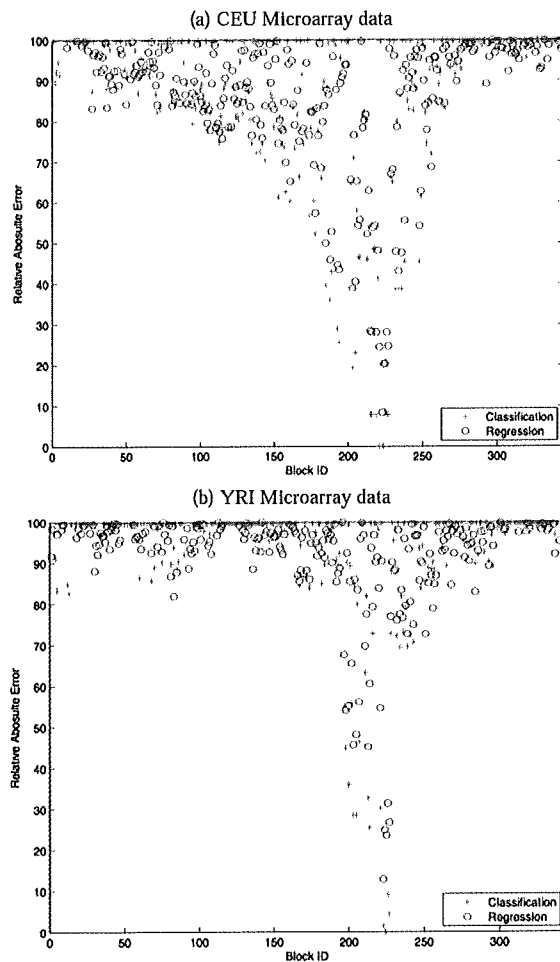 (a) CEU Microarray data
100
90
80
70
60
50
40
30
20
10
0
Relative Abosulte Error
0 50 100 150 200 250 300
Block ID
+ Classification
O Regression
(b) YRI Microarray data
100
90
80
70
60
50
40
30
20
10
0
Relative Abosulte Error
0 50 100 150 200 250 300
Block ID
+ Classification
O Regression